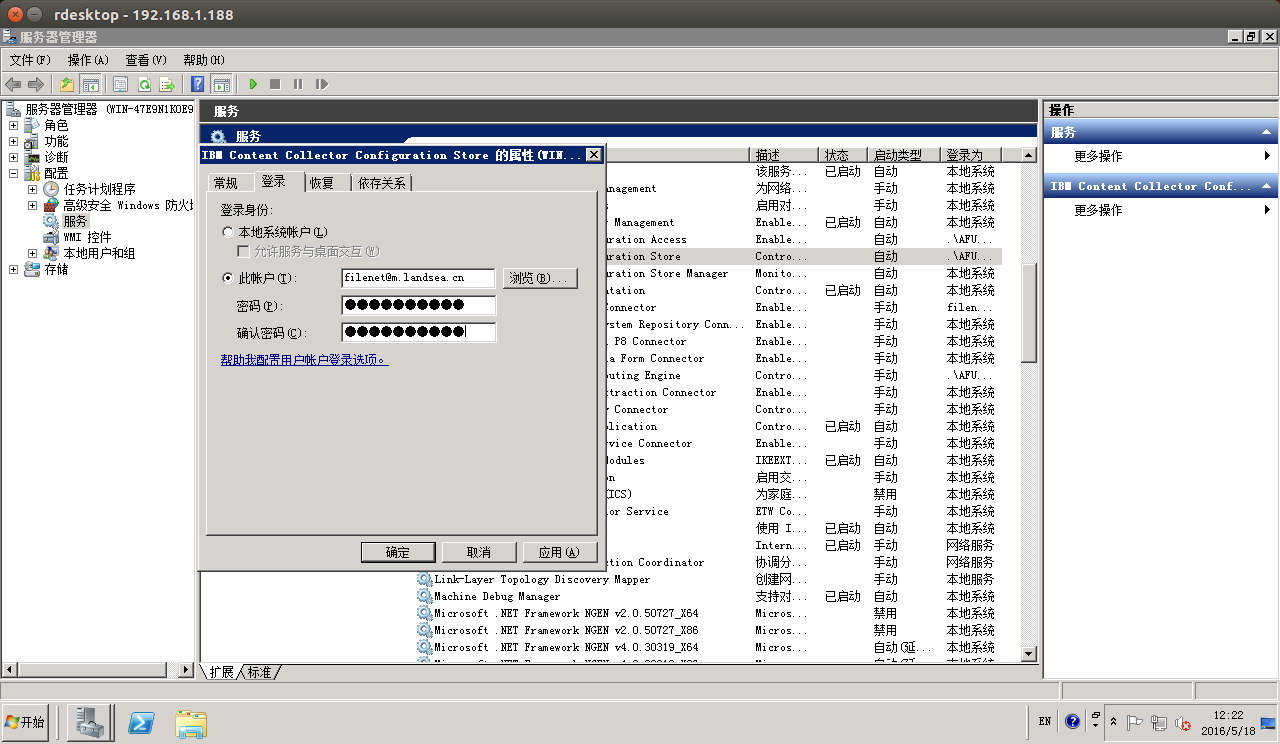 rdesktop - 192.168.1.188
服务器管理器
文件(F) 操作(A) 查看(V) 帮助(H)
服务器管理器 (WIN-47E9N1KOE9
角色
功能
诊断
配置
任务计划程序
高级安全 Windows 防火墙
服务
WMI 控件
本地用户和组
存储
服务
服务
IBM Content Collector Configuration Store 的属性(WIN...
常规 登录 恢复 依存关系
登录身份:
本地系统帐户(L)
允许服务与桌面交互(W)
此帐户(T): filenet@m.landsea.cn 浏览(B)...
密码(P): ●●●●●●●●●●
确认密码(C): ●●●●●●●●●●
帮助我配置用户帐户登录选项。
确定 取消 应用(A)
描述 状态 启动类型 登录为
该服务... 已启动 自动 本地系统
nagement 为网络... 手动 本地系统
启用对... 手动 本地系统
Management Enable... 已启动 自动 本地系统
ration Access Enable... 自动 .\AFU...
ration Store Contro... 自动 .\AFU...
ration Store Manager Monito... 自动 本地系统
tation Contro... 已启动 自动 本地系统
onnector Enable... 手动 filen...
stem Repository Conn... Enable... 手动 本地系统
P8 Connector Enable... 手动 本地系统
a Form Connector Enable... 手动 本地系统
uting Engine Contro... 自动 .\AFU...
traction Connector Enable... 手动 本地系统
Connector Contro... 手动 本地系统
lication Contro... 已启动 自动 本地系统
vice Connector Enable... 手动 本地系统
odules IKEEXT... 已启动 自动 本地系统
n 启用交... 手动 本地系统
(ICS) 为家庭... 禁用 本地系统
or Service ETW Co... 手动 本地系统
使用 I... 已启动 自动 本地系统
Intern... 已启动 手动 网络服务
tion Coordinator 协调分... 手动 网络服务
Link-Layer Topology Discovery Mapper 创建网... 手动 本地服务
Machine Debug Manager 支持对... 已启动 自动 本地系统
Microsoft .NET Framework NGEN v2.0.50727_X64 Micros... 禁用 本地系统
Microsoft .NET Framework NGEN v2.0.50727_X86 Micros... 禁用 本地系统
Microsoft .NET Framework NGEN v4.0.30319_X64 Micros... 自动(延... 本地系统
扩展 标准
操作
服务
更多操作
IBM Content Collector Conf...
更多操作
开始
EN
12:22
2016/5/18